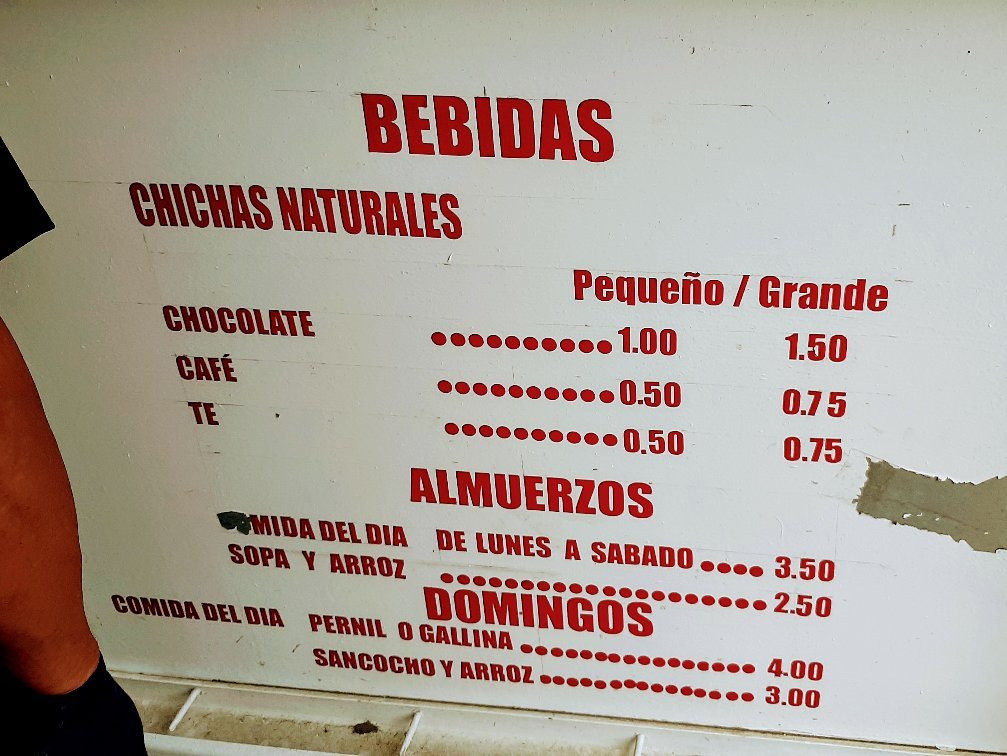 BEBIDAS
CHICHAS NATURALES
Pequeño / Grande
CHOCOLATE ..........1.00 1.50
CAFÉ ..........0.50 0.75
TE ..........0.50 0.75
ALMUERZOS
MIDA DEL DIA DE LUNES A SABADO .... 3.50
SOPA Y ARROZ .................. 2.50
DOMINGOS
COMIDA DEL DIA PERNIL O GALLINA ............. 4.00
SANCOCHO Y ARROZ ............ 3.00